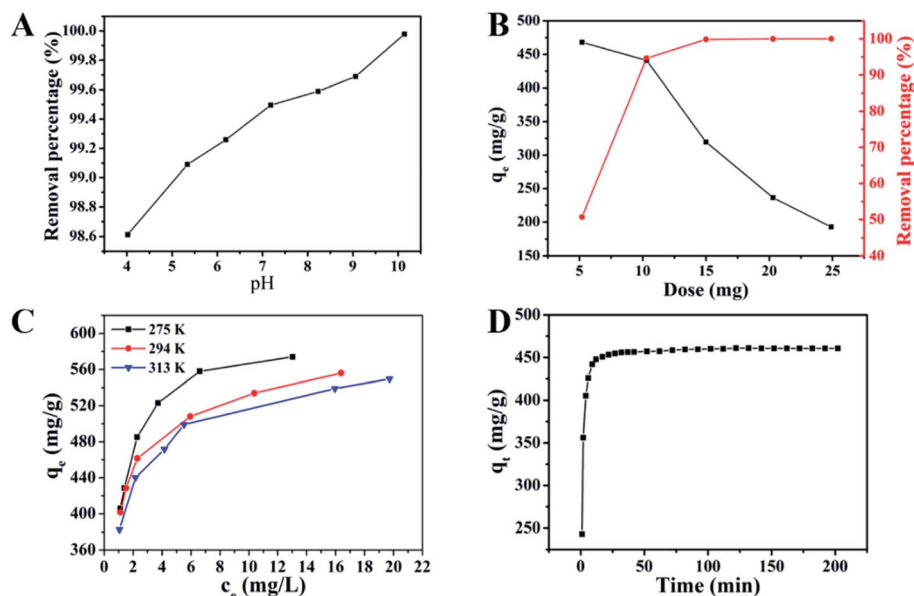 A
Removal percentage (%)
100.0
99.8
99.6
99.4
99.2
99.0
98.8
98.6
4 5 6 7 8 9 10
pH
B
qe (mg/g)
500
450
400
350
300
250
200
150
5 10 15 20 25
Dose (mg)
100
90
80
70
60
50
40
Removal percentage (%)
C
275 K
294 K
313 K
qe (mg/g)
600
560
520
480
440
400
360
0 2 4 6 8 10 12 14 16 18 20 22
ce (mg/L)
D
qt (mg/g)
500
450
400
350
300
250
0 50 100 150 200
Time (min)